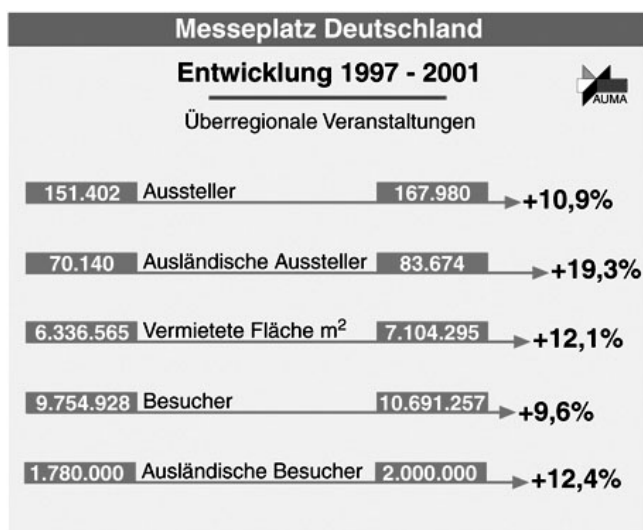 Messeplatz Deutschland
Entwicklung 1997 - 2001
AUMA
Überregionale Veranstaltungen
151.402 Aussteller 167.980 +10,9%
70.140 Ausländische Aussteller 83.674 +19,3%
6.336.565 Vermietete Fläche m² 7.104.295 +12,1%
9.754.928 Besucher 10.691.257 +9,6%
1.780.000 Ausländische Besucher 2.000.000 +12,4%